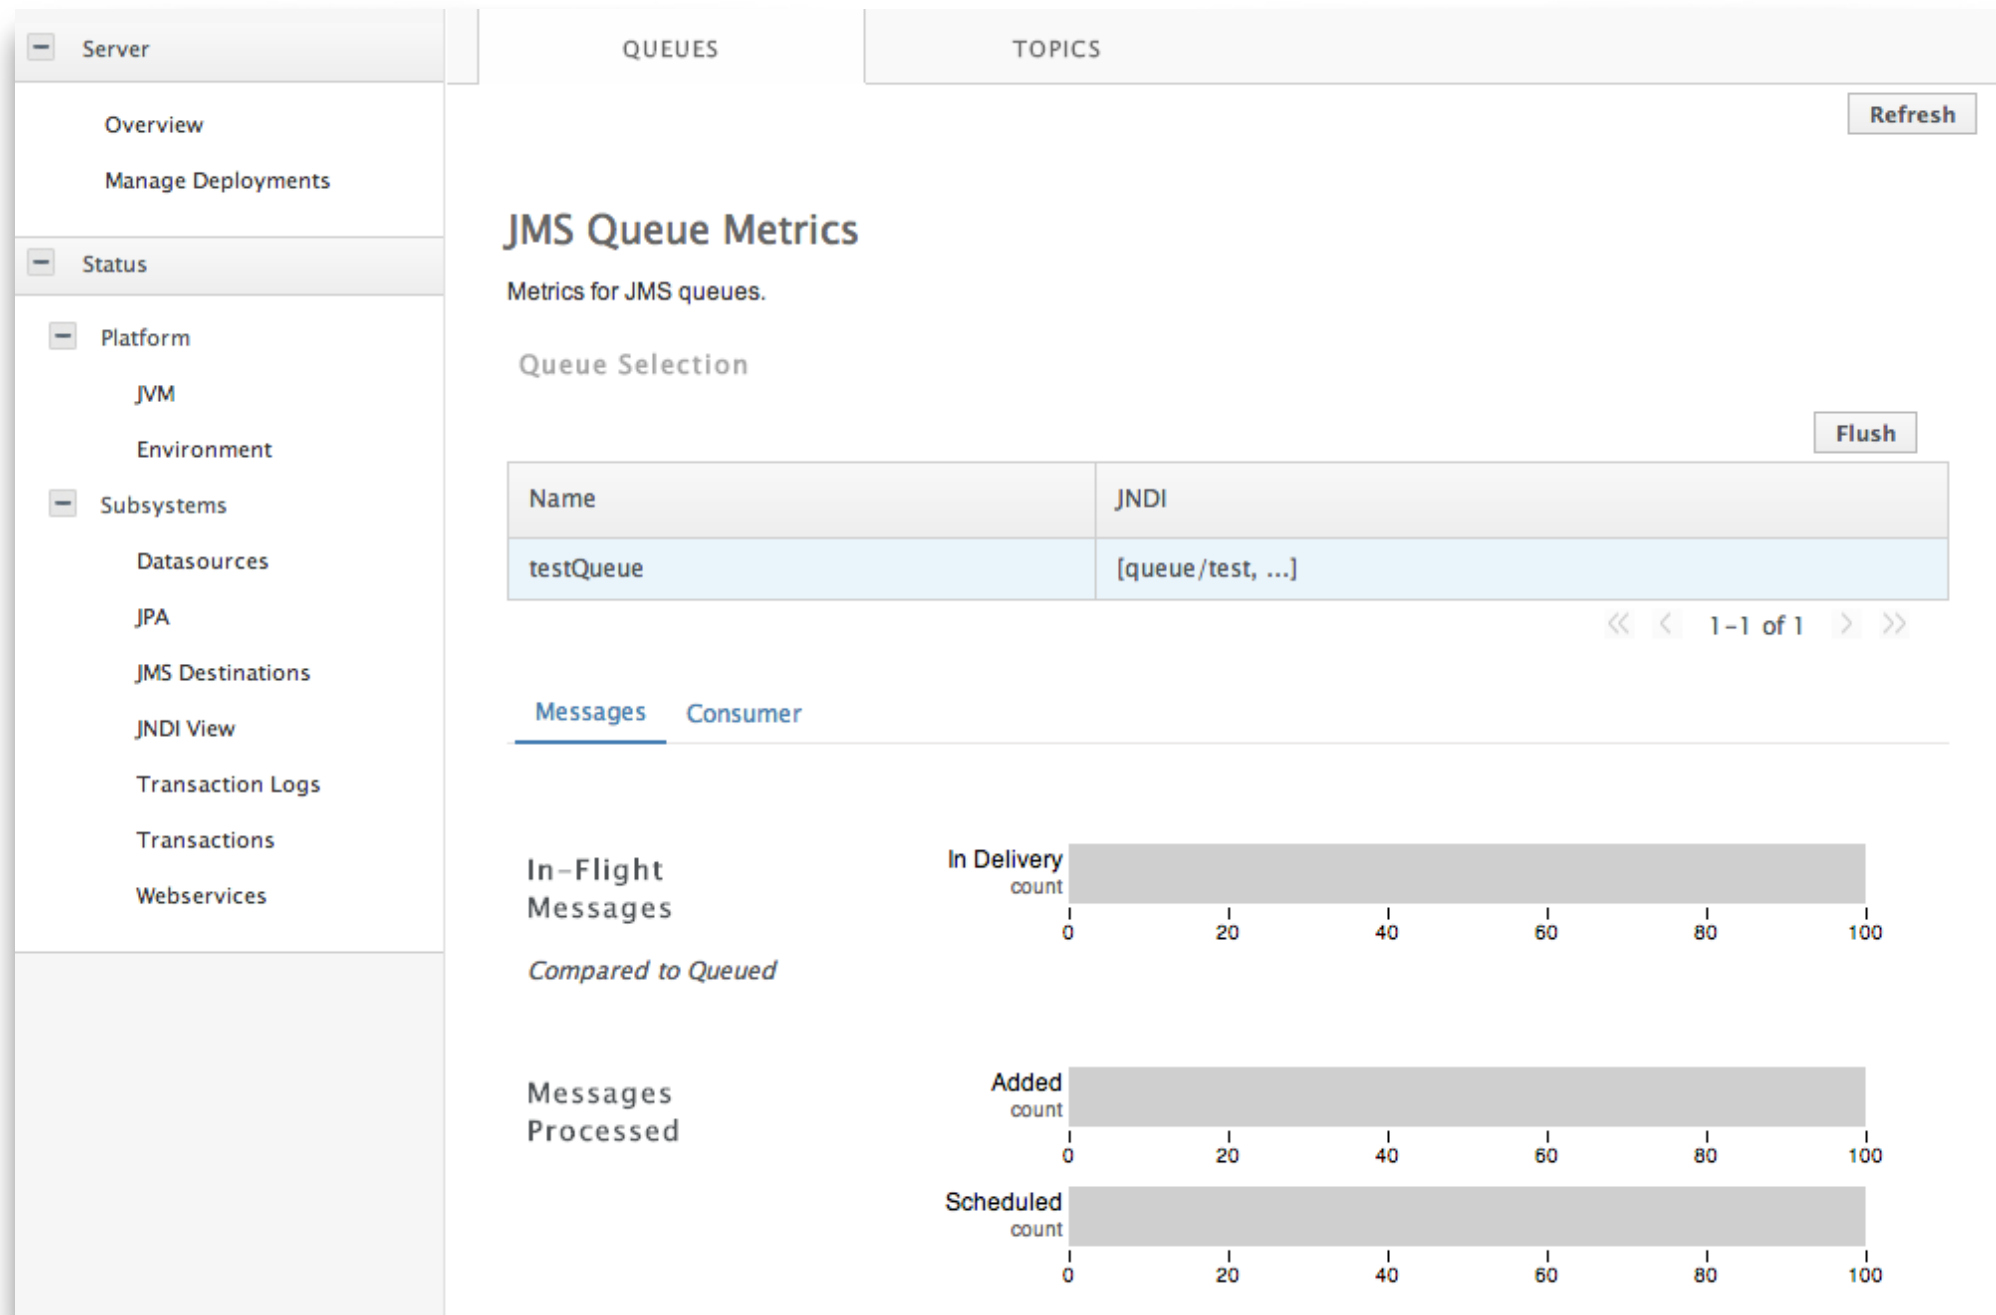 Server
Overview
Manage Deployments
Status
Platform
JVM
Environment
Subsystems
Datasources
JPA
JMS Destinations
JNDI View
Transaction Logs
Transactions
Webservices
QUEUES TOPICS
Refresh
JMS Queue Metrics
Metrics for JMS queues.
Queue Selection
Flush
Name JNDI
testQueue [queue/test, ...]
1-1 of 1
Messages Consumer
In-Flight
Messages
Compared to Queued
In Delivery
count
0 20 40 60 80 100
Messages
Processed
Added
count
0 20 40 60 80 100
Scheduled
count
0 20 40 60 80 100